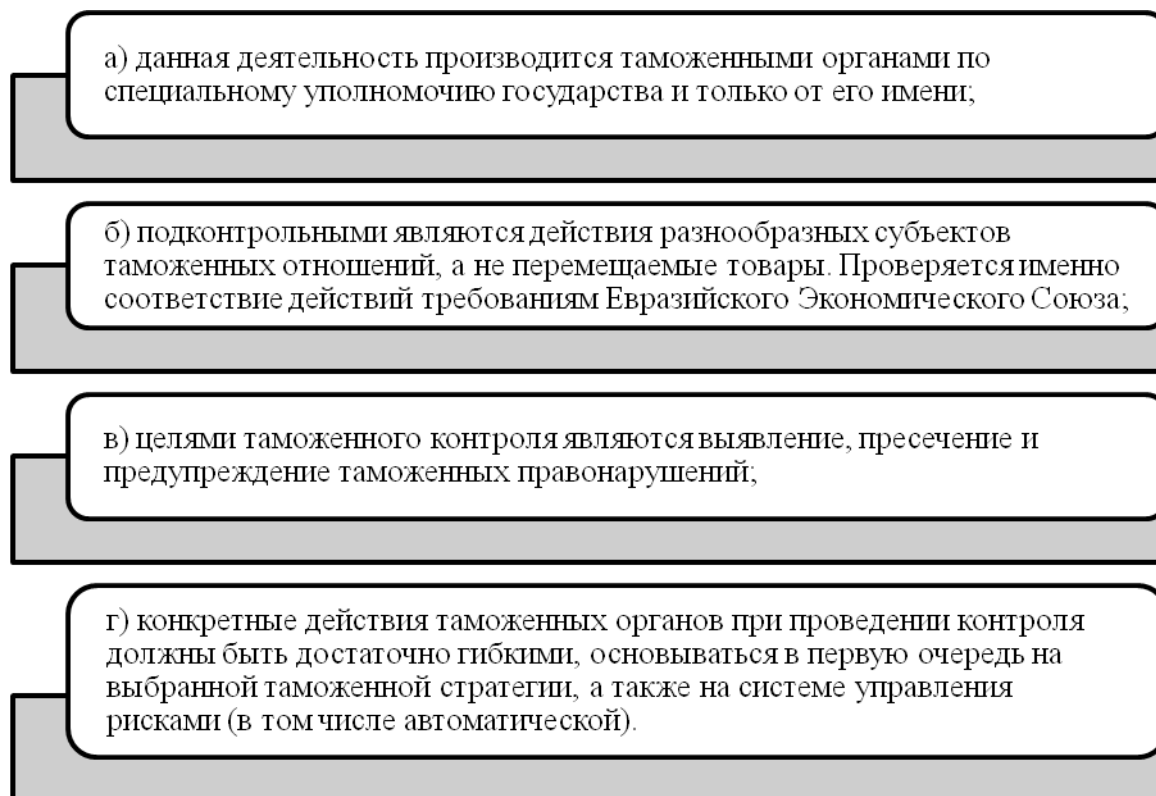 а) данная деятельность производится таможенными органами по
специальному уполномочию государства и только от его имени;
б) подконтрольными являются действия разнообразных субъектов
таможенных отношений, а не перемещаемые товары. Проверяется именно
соответствие действий требованиям Евразийского Экономического Союза;
в) целями таможенного контроля являются выявление, пресечение и
предупреждение таможенных правонарушений;
г) конкретные действия таможенных органов при проведении контроля
должны быть достаточно гибкими, основываться в первую очередь на
выбранной таможенной стратегии, а также на системе управления
рисками (в том числе автоматической).